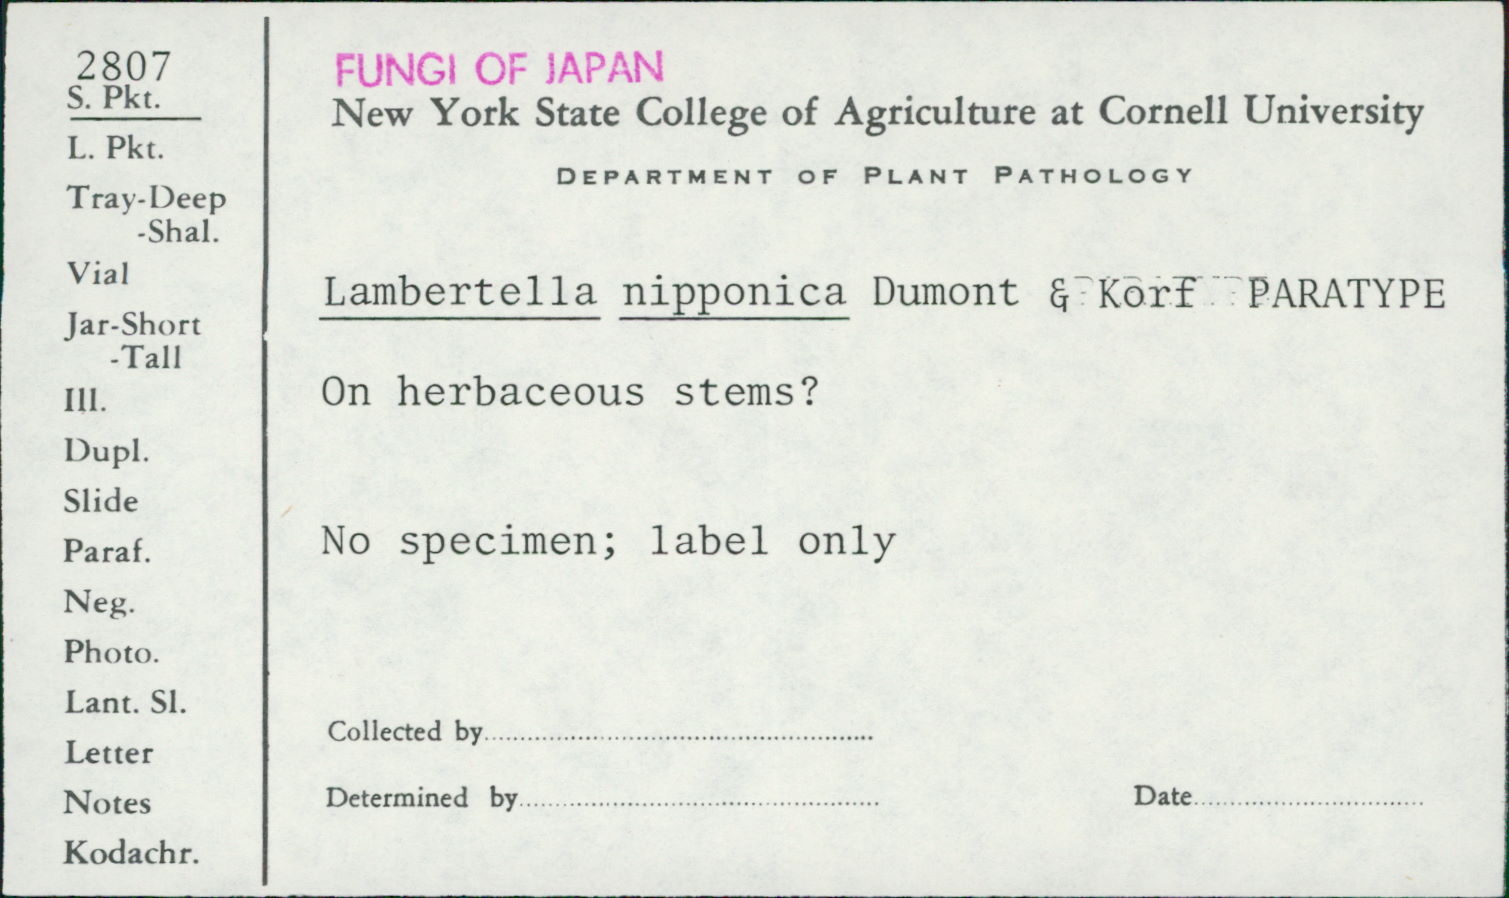 2807
S. Pkt.
L. Pkt.
Tray-Deep
-Shal.
Vial
Jar-Short
-Tall
Ill.
Dupl.
Slide
Paraf.
Neg.
Photo.
Lant. Sl.
Letter
Notes
Kodachr.
FUNGI OF JAPAN
New York State College of Agriculture at Cornell University
DEPARTMENT OF PLANT PATHOLOGY
Lambertella nipponica Dumont & Korf PARATYPE
On herbaceous stems?
No specimen; label only
Collected by
Determined by
Date